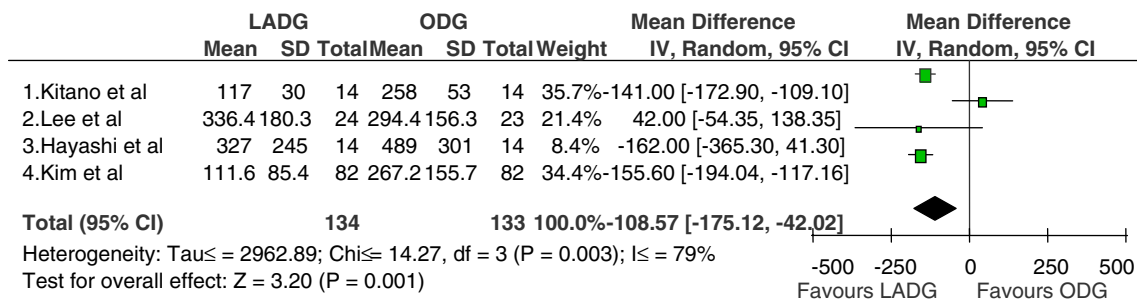 LADG ODG Mean Difference Mean Difference
Mean SD Total Mean SD Total Weight IV, Random, 95% CI IV, Random, 95% CI
1.Kitano et al 117 30 14 258 53 14 35.7% -141.00 [-172.90, -109.10]
2.Lee et al 336.4 180.3 24 294.4 156.3 23 21.4% 42.00 [-54.35, 138.35]
3.Hayashi et al 327 245 14 489 301 14 8.4% -162.00 [-365.30, 41.30]
4.Kim et al 111.6 85.4 82 267.2 155.7 82 34.4% -155.60 [-194.04, -117.16]
Total (95% CI) 134 133 100.0% -108.57 [-175.12, -42.02]
Heterogeneity: Tau≤ = 2962.89; Chi≤ = 14.27, df = 3 (P = 0.003); I≤ = 79%
Test for overall effect: Z = 3.20 (P = 0.001)
-500 -250 0 250 500
Favours LADG Favours ODG